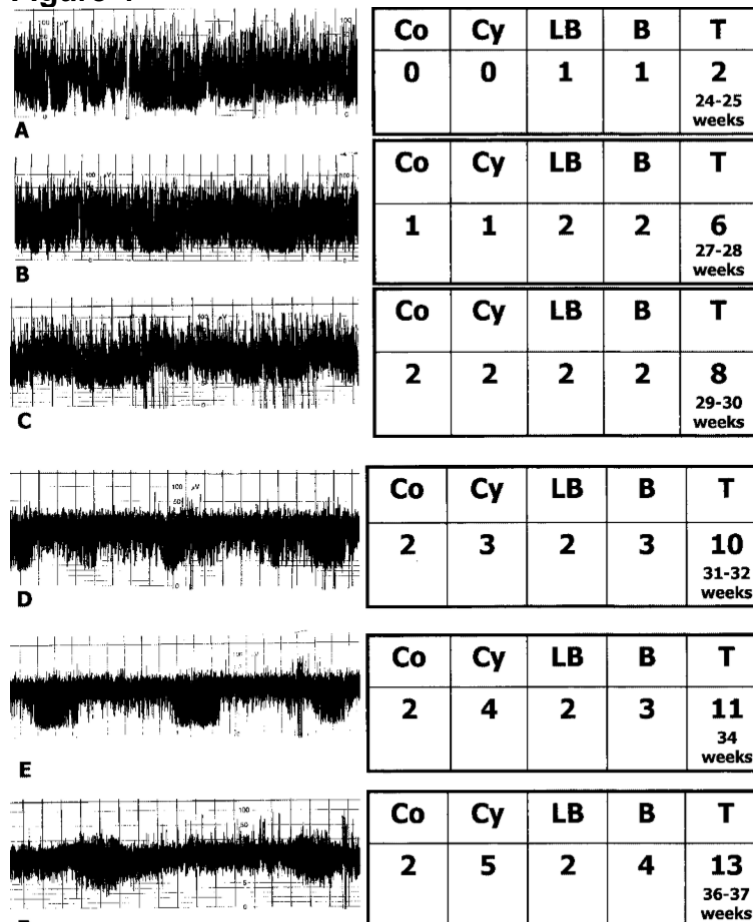 A
Co Cy LB B T
0 0 1 1 2
24-25
weeks
B
Co Cy LB B T
1 1 2 2 6
27-28
weeks
C
Co Cy LB B T
2 2 2 2 8
29-30
weeks
D
Co Cy LB B T
2 3 2 3 10
31-32
weeks
E
Co Cy LB B T
2 4 2 3 11
34
weeks
Co Cy LB B T
2 5 2 4 13
36-37
weeks